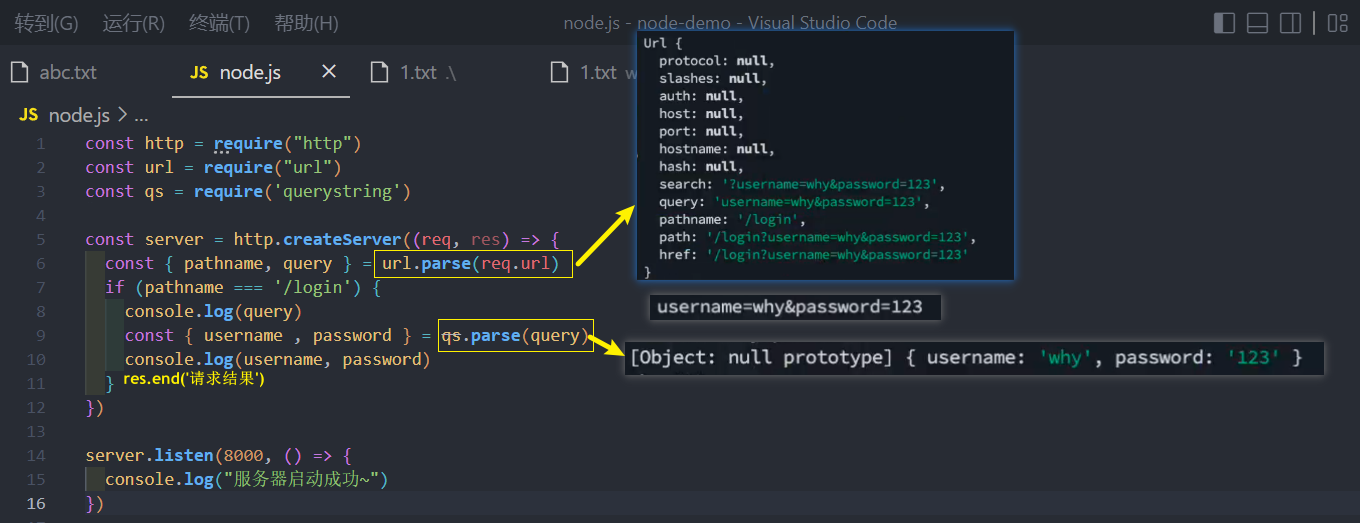 转到(G) 运行(R) 终端(T) 帮助(H) node.js - node-demo - Visual Studio Code
abc.txt JS node.js × 1.txt .\ 1.txt w
JS node.js > ...
1 const http = require("http")
2 const url = require("url")
3 const qs = require('querystring')
4
5 const server = http.createServer((req, res) => {
6 const { pathname, query } = url.parse(req.url)
7 if (pathname === '/login') {
8 console.log(query)
9 const { username , password } = qs.parse(query)
10 console.log(username, password)
11 } res.end('请求结果')
12 })
13
14 server.listen(8000, () => {
15 console.log("服务器启动成功~")
16 })
Url {
protocol: null,
slashes: null,
auth: null,
host: null,
port: null,
hostname: null,
hash: null,
search: '?username=why&password=123',
query: 'username=why&password=123',
pathname: '/login',
path: '/login?username=why&password=123',
href: '/login?username=why&password=123'
}
username=why&password=123
[Object: null prototype] { username: 'why', password: '123' }